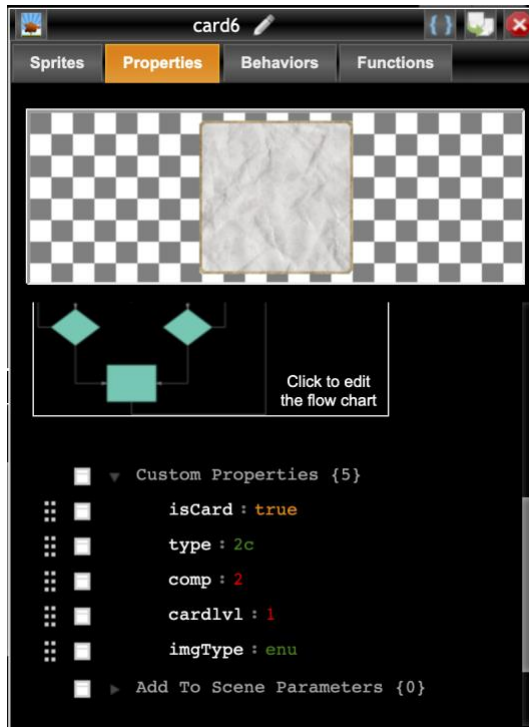 card6 { }
Sprites Properties Behaviors Functions
Click to edit
the flow chart
Custom Properties {5}
isCard : true
type : 2c
comp : 2
cardlvl : 1
imgType : enu
Add To Scene Parameters {0}